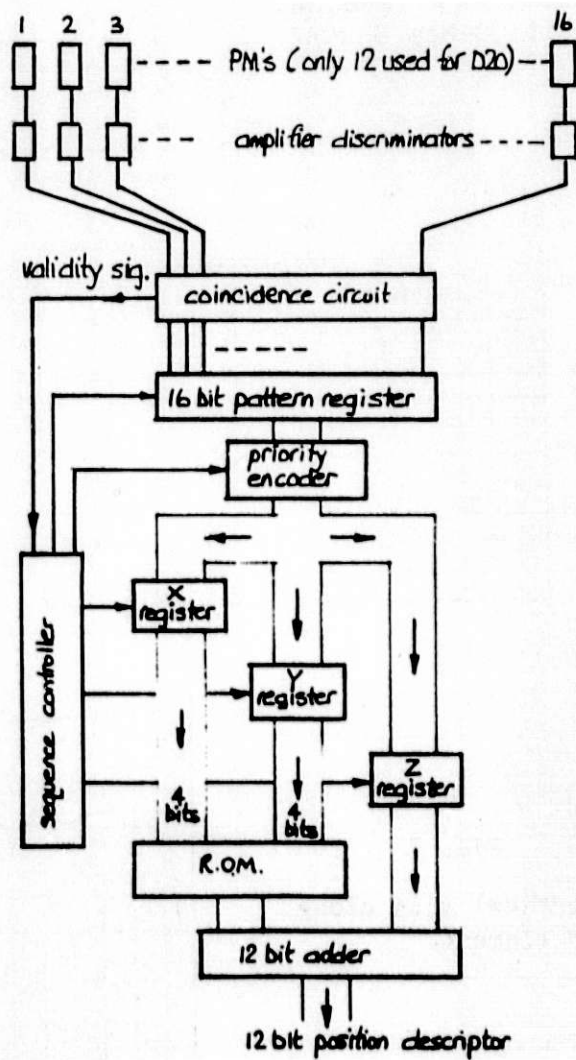 1 2 3 16
PM's (only 12 used for D20)
amplifier discriminators
validity sig.
coincidence circuit
16 bit pattern register
priority
encoder
sequence controller
X
register
Y
register
Z
register
4
bits
4
bits
R.O.M.
12 bit adder
12 bit position descriptor